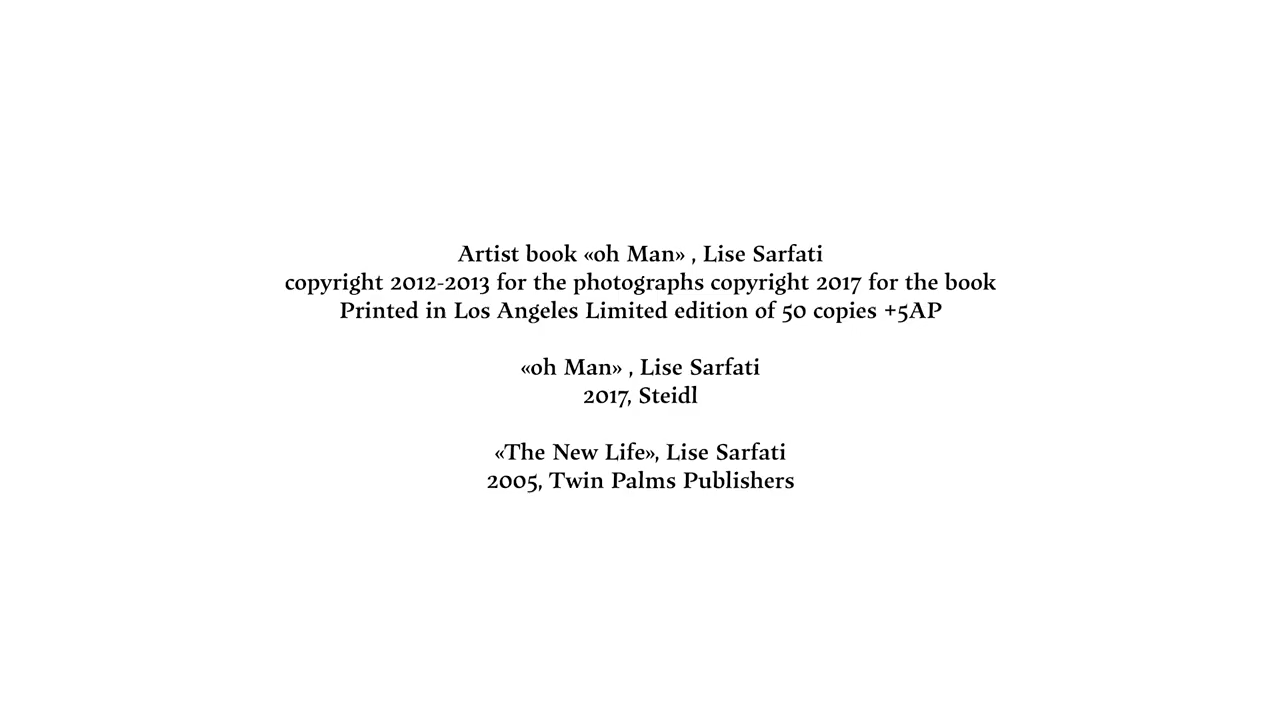 Artist book «oh Man» , Lise Sarfati
copyright 2012-2013 for the photographs copyright 2017 for the book
Printed in Los Angeles Limited edition of 50 copies +5AP
«oh Man» , Lise Sarfati
2017, Steidl
«The New Life», Lise Sarfati
2005, Twin Palms Publishers